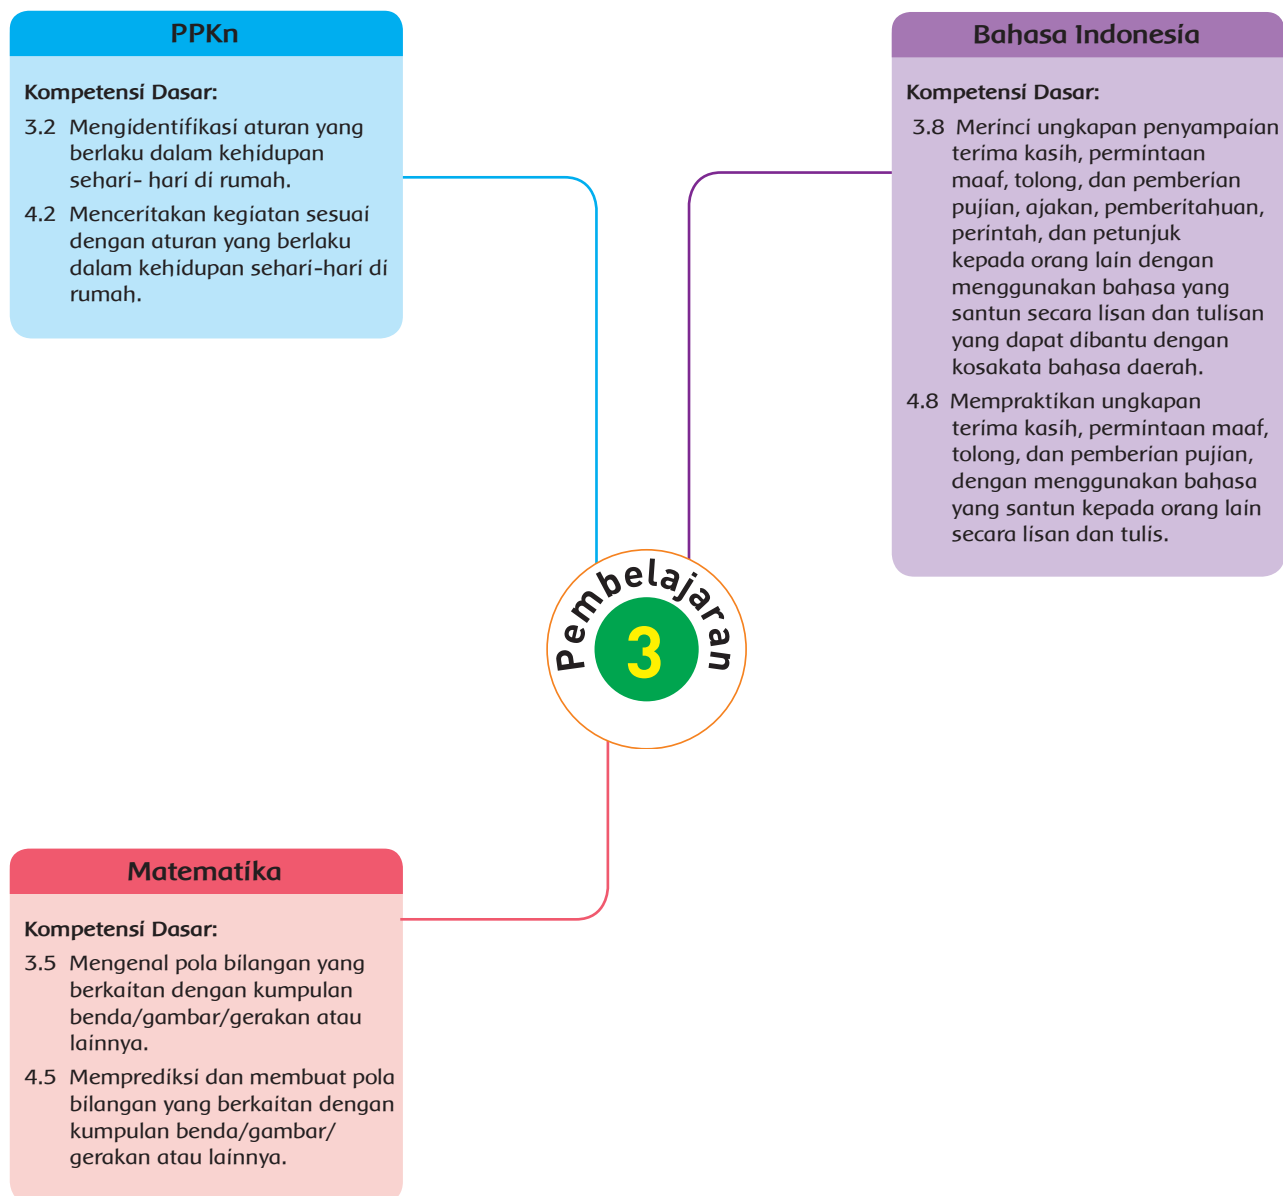 PPKn
Kompetensi Dasar:
3.2 Mengidentifikasi aturan yang
berlaku dalam kehidupan
sehari- hari di rumah.
4.2 Menceritakan kegiatan sesuai
dengan aturan yang berlaku
dalam kehidupan sehari-hari di
rumah.
Bahasa Indonesia
Kompetensi Dasar:
3.8 Merinci ungkapan penyampaian
terima kasih, permintaan
maaf, tolong, dan pemberian
pujian, ajakan, pemberitahuan,
perintah, dan petunjuk
kepada orang lain dengan
menggunakan bahasa yang
santun secara lisan dan tulisan
yang dapat dibantu dengan
kosakata bahasa daerah.
4.8 Mempraktikan ungkapan
terima kasih, permintaan maaf,
tolong, dan pemberian pujian,
dengan menggunakan bahasa
yang santun kepada orang lain
secara lisan dan tulis.
Pembelajaran
3
Matematika
Kompetensi Dasar:
3.5 Mengenal pola bilangan yang
berkaitan dengan kumpulan
benda/gambar/gerakan atau
lainnya.
4.5 Memprediksi dan membuat pola
bilangan yang berkaitan dengan
kumpulan benda/gambar/
gerakan atau lainnya.